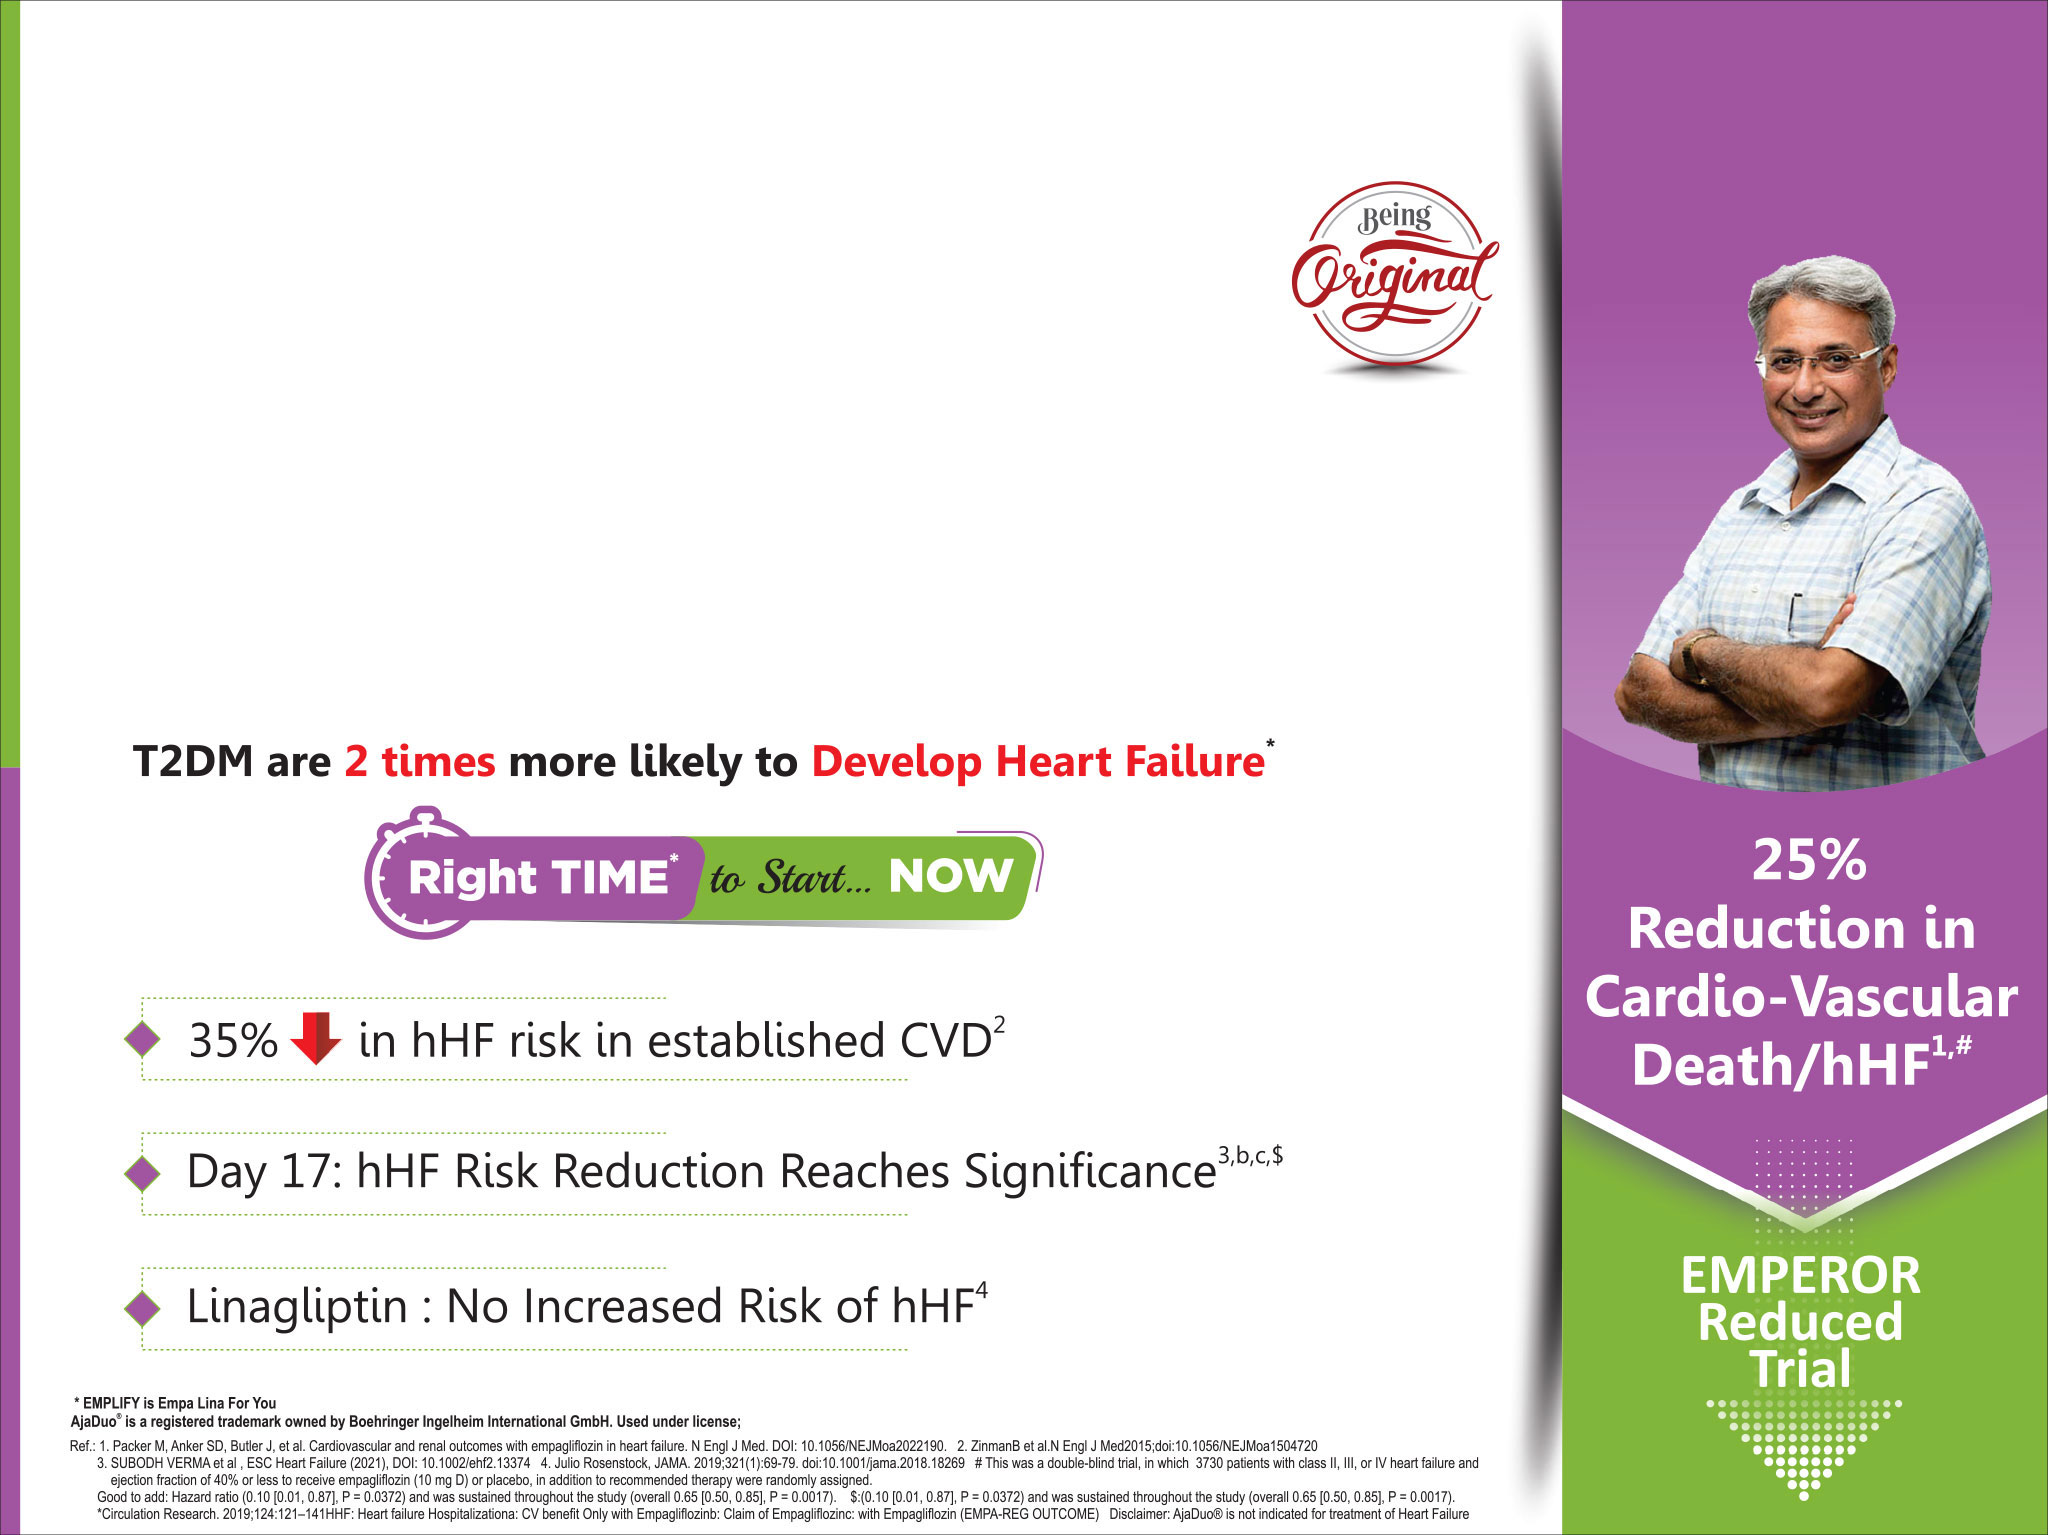 Being
Original
T2DM are 2 times more likely to Develop Heart Failure*
Right TIME* to Start... NOW
35% in hHF risk in established CVD2
Day 17: hHF Risk Reduction Reaches Significance3,b,c,$
Linagliptin : No Increased Risk of hHF4
25%
Reduction in
Cardio-Vascular
Death/hHF1,#
EMPEROR
Reduced
Trial
* EMPLIFY is Empa Lina For You
AjaDuo® is a registered trademark owned by Boehringer Ingelheim International GmbH. Used under license;
Ref.: 1. Packer M, Anker SD, Butler J, et al. Cardiovascular and renal outcomes with empagliflozin in heart failure. N Engl J Med. DOI: 10.1056/NEJMoa2022190. 2. ZinmanB et al.N Engl J Med2015;doi:10.1056/NEJMoa1504720
3. SUBODH VERMA et al , ESC Heart Failure (2021), DOI: 10.1002/ehf2.13374 4. Julio Rosenstock, JAMA. 2019;321(1):69-79. doi:10.1001/jama.2018.18269 # This was a double-blind trial, in which 3730 patients with class II, III, or IV heart failure and
ejection fraction of 40% or less to receive empagliflozin (10 mg D) or placebo, in addition to recommended therapy were randomly assigned.
Good to add: Hazard ratio (0.10 [0.01, 0.87], P = 0.0372) and was sustained throughout the study (overall 0.65 [0.50, 0.85], P = 0.0017). $:(0.10 [0.01, 0.87], P = 0.0372) and was sustained throughout the study (overall 0.65 [0.50, 0.85], P = 0.0017).
*Circulation Research. 2019;124:121–141HHF: Heart failure Hospitalizationa: CV benefit Only with Empagliflozinb: Claim of Empagliflozinc: with Empagliflozin (EMPA-REG OUTCOME) Disclaimer: AjaDuo® is not indicated for treatment of Heart Failure